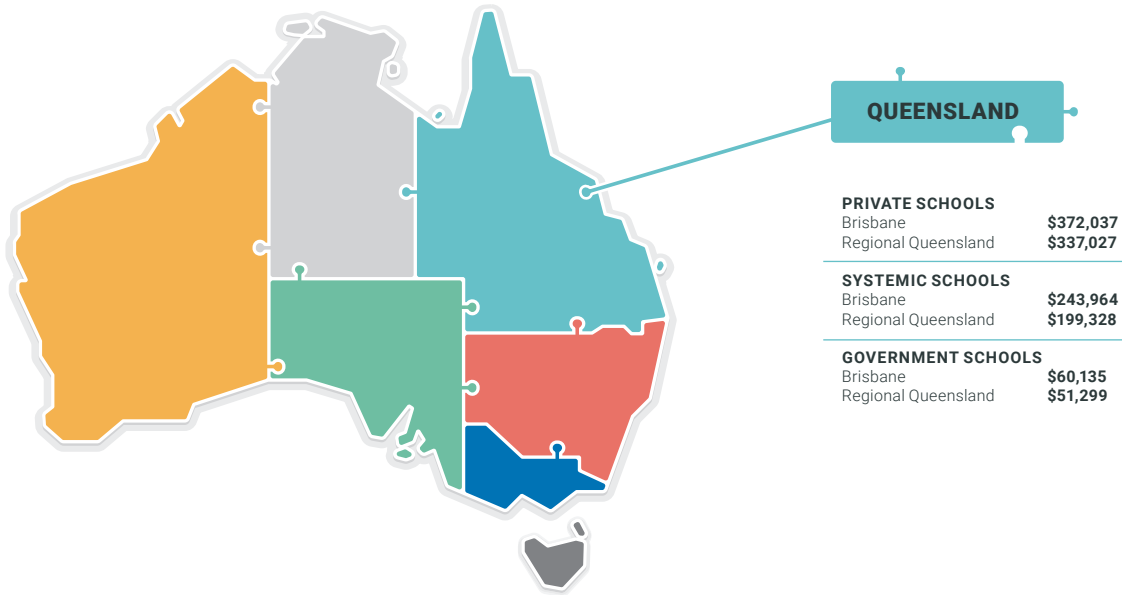 QUEENSLAND
PRIVATE SCHOOLS
Brisbane $372,037
Regional Queensland $337,027
SYSTEMIC SCHOOLS
Brisbane $243,964
Regional Queensland $199,328
GOVERNMENT SCHOOLS
Brisbane $60,135
Regional Queensland $51,299